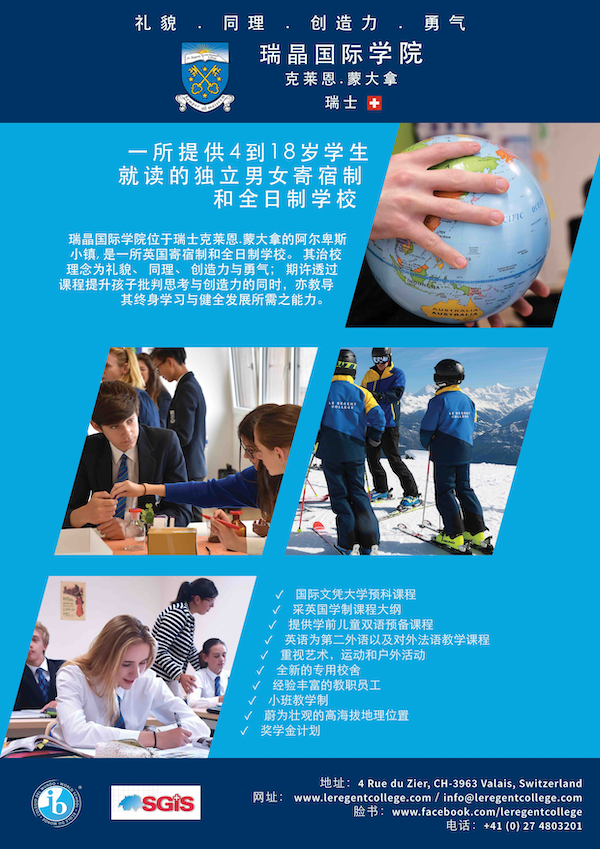 礼貌 . 同理 . 创造力 . 勇气
瑞晶国际学院
克莱恩.蒙大拿
瑞士
一所提供4到18岁学生
就读的独立男女寄宿制
和全日制学校
瑞晶国际学院位于瑞士克莱恩.蒙大拿的阿尔卑斯
小镇, 是一所英国寄宿制和全日制学校。 其治校
理念为礼貌、 同理、 创造力与勇气； 期许透过
课程提升孩子批判思考与创造力的同时，亦教导
其终身学习与健全发展所需之能力。
PACIFIC OCEAN
AUSTRALIA
LE REGENT
COLLEGE
✓ 国际文凭大学预科课程
✓ 采英国学制课程大纲
✓ 提供学前儿童双语预备课程
✓ 英语为第二外语以及对外法语教学课程
✓ 重视艺术，运动和户外活动
✓ 全新的专用校舍
✓ 经验丰富的教职员工
✓ 小班教学制
✓ 蔚为壮观的高海拔地理位置
✓ 奖学金计划
ib
SGIS
地址： 4 Rue du Zier, CH-3963 Valais, Switzerland
网址： www.leregentcollege.com / info@leregentcollege.com
脸书： www.facebook.com/leregentcollege
电话： +41 (0) 27 4803201